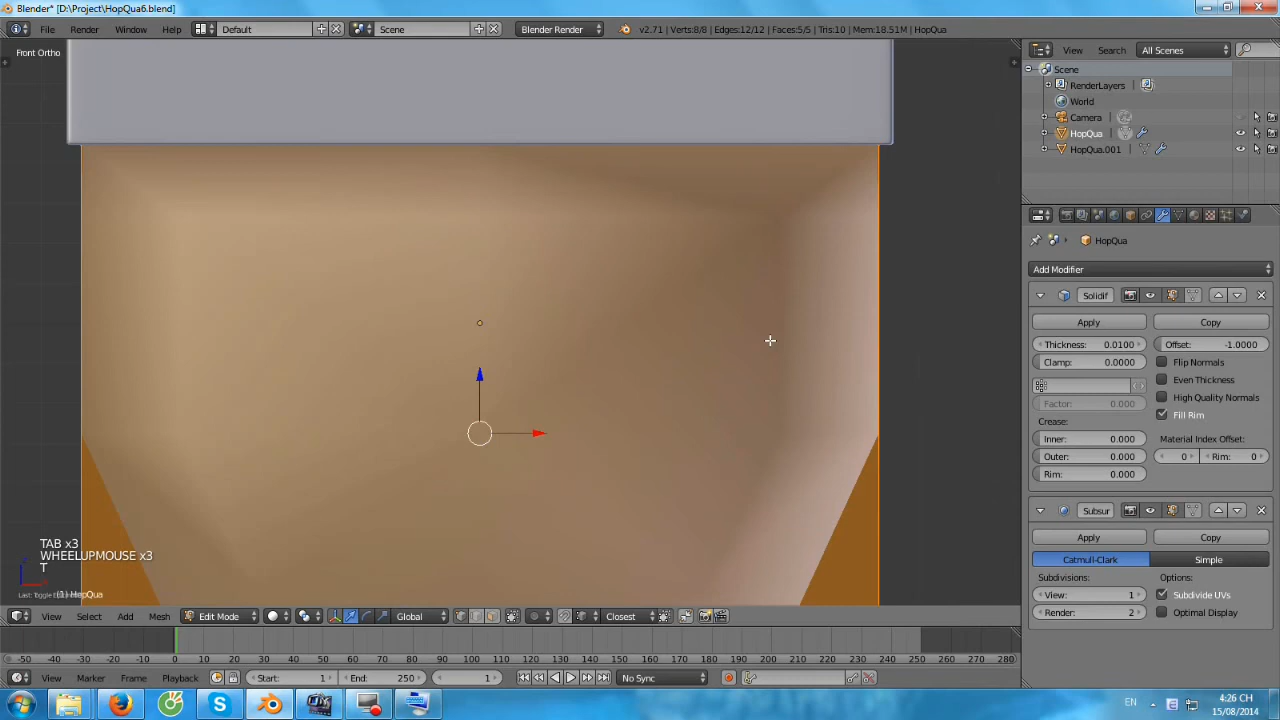 Blender* [D:\Project\HopQua6.blend]
File Render Window Help Default Scene Blender Render v2.71 | Verts:8/8 | Edges:12/12 | Faces:5/5 | Tris:10 | Mem:18.51M | HopQua
Front Ortho
View Search All Scenes
Scene
RenderLayers
World
Camera
HopQua
HopQua.001
HopQua
Add Modifier
Solidif
Apply Copy
Thickness: 0.0100 Offset: -1.0000
Clamp: 0.0000 Flip Normals
Even Thickness
High Quality Normals
Factor: 0.000 Fill Rim
Crease:
Inner: 0.000 Material Index Offset:
Outer: 0.000 0 Rim: 0
Rim: 0.000
Subsur
Apply Copy
Catmull-Clark Simple
Subdivisions: Options:
View: 1 Subdivide UVs
Render: 2 Optimal Display
TAB x3
WHEELUPMOUSE x3
T
(1) HopQua
View Select Add Mesh Edit Mode Global Closest
-50 -40 -30 -20 -10 0 10 20 30 40 50 60 70 80 90 100 110 120 130 140 150 160 170 180 190 200 210 220 230 240 250 260 270 280
View Marker Frame Playback Start: 1 End: 250 1 No Sync
EN 4:26 CH
15/08/2014